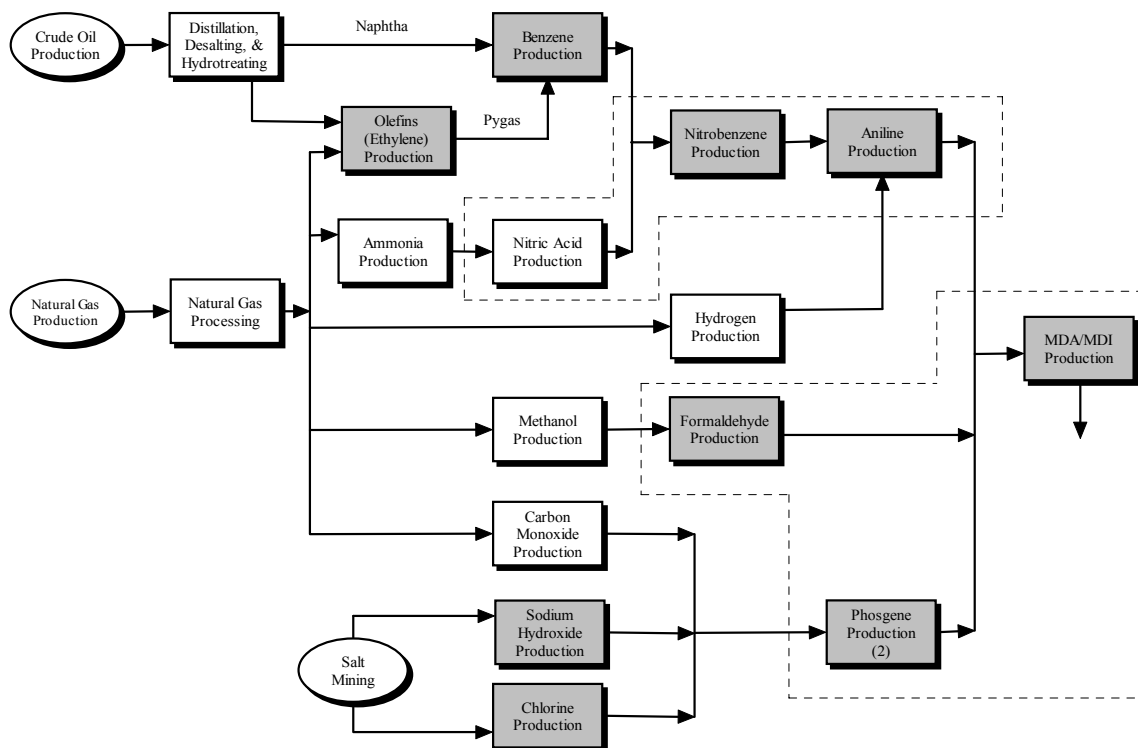 Crude Oil
Production
Distillation,
Desalting, &
Hydrotreating
Naphtha
Benzene
Production
Olefins
(Ethylene)
Production
Pygas
Nitrobenzene
Production
Aniline
Production
Ammonia
Production
Nitric Acid
Production
Natural Gas
Production
Natural Gas
Processing
Hydrogen
Production
MDA/MDI
Production
Methanol
Production
Formaldehyde
Production
Carbon
Monoxide
Production
Sodium
Hydroxide
Production
Phosgene
Production
(2)
Salt
Mining
Chlorine
Production